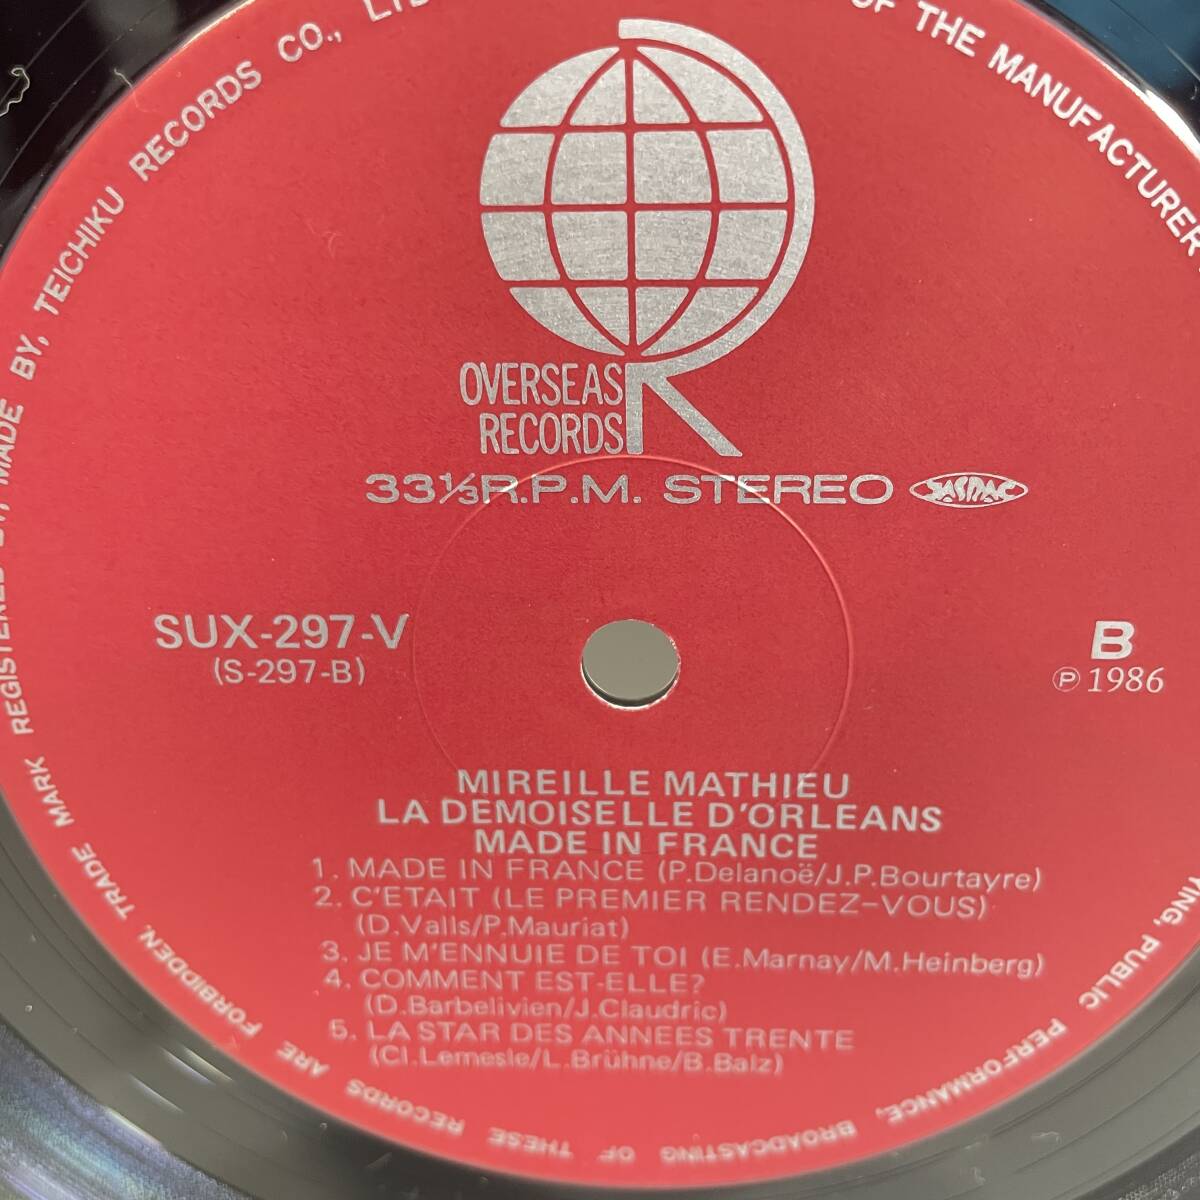 REGISTERED BY, MADE BY, TEICHIKU RECORDS CO., LTD
OF THE MANUFACTURER
OVERSEAS
RECORDS
33⅓R.P.M. STEREO JASRAC
SUX-297-V
(S-297-B)
B
Ⓟ 1986
MIREILLE MATHIEU
LA DEMOISELLE D'ORLEANS
MADE IN FRANCE
1. MADE IN FRANCE (P.Delanoë/J.P.Bourtayre)
2. C'ETAIT (LE PREMIER RENDEZ-VOUS)
(D.Valls/P.Mauriat)
3. JE M'ENNUIE DE TOI (E.Marnay/M.Heinberg)
4. COMMENT EST-ELLE?
(D.Barbelivien/J.Claudric)
5. LA STAR DES ANNEES TRENTE
(Cl.Lemesle/L.Brühne/B.Balz)
PUBLIC PERFORMANCE, BROADCASTING OF THESE RECORDS ARE FORBIDDEN, TRADE MARK